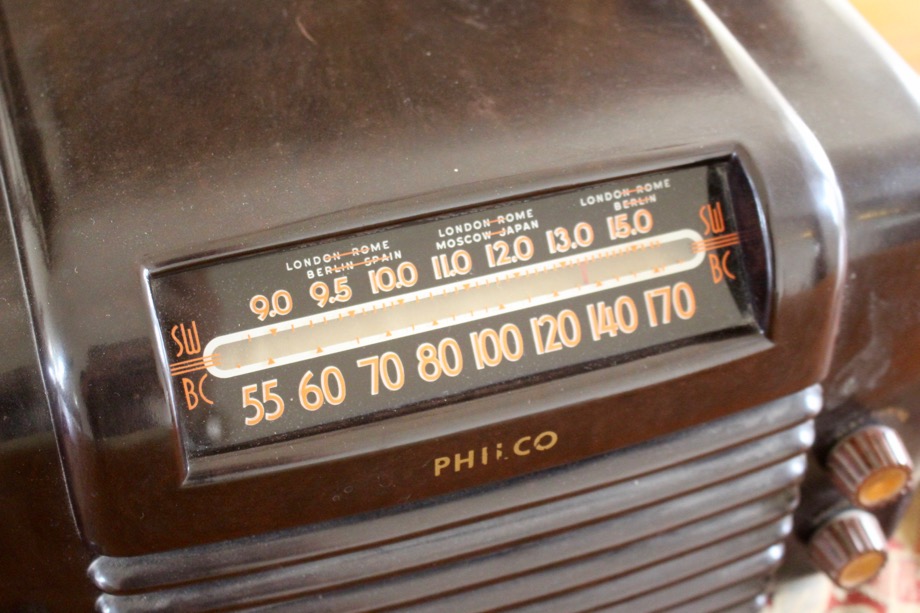 LONDON-ROME
BERLIN-SPAIN
LONDON-ROME
MOSCOW-JAPAN
LONDON-ROME
BERLIN
SW 9.0 9.5 10.0 11.0 12.0 13.0 15.0 SW
BC 55 60 70 80 100 120 140 170 BC
PHILCO